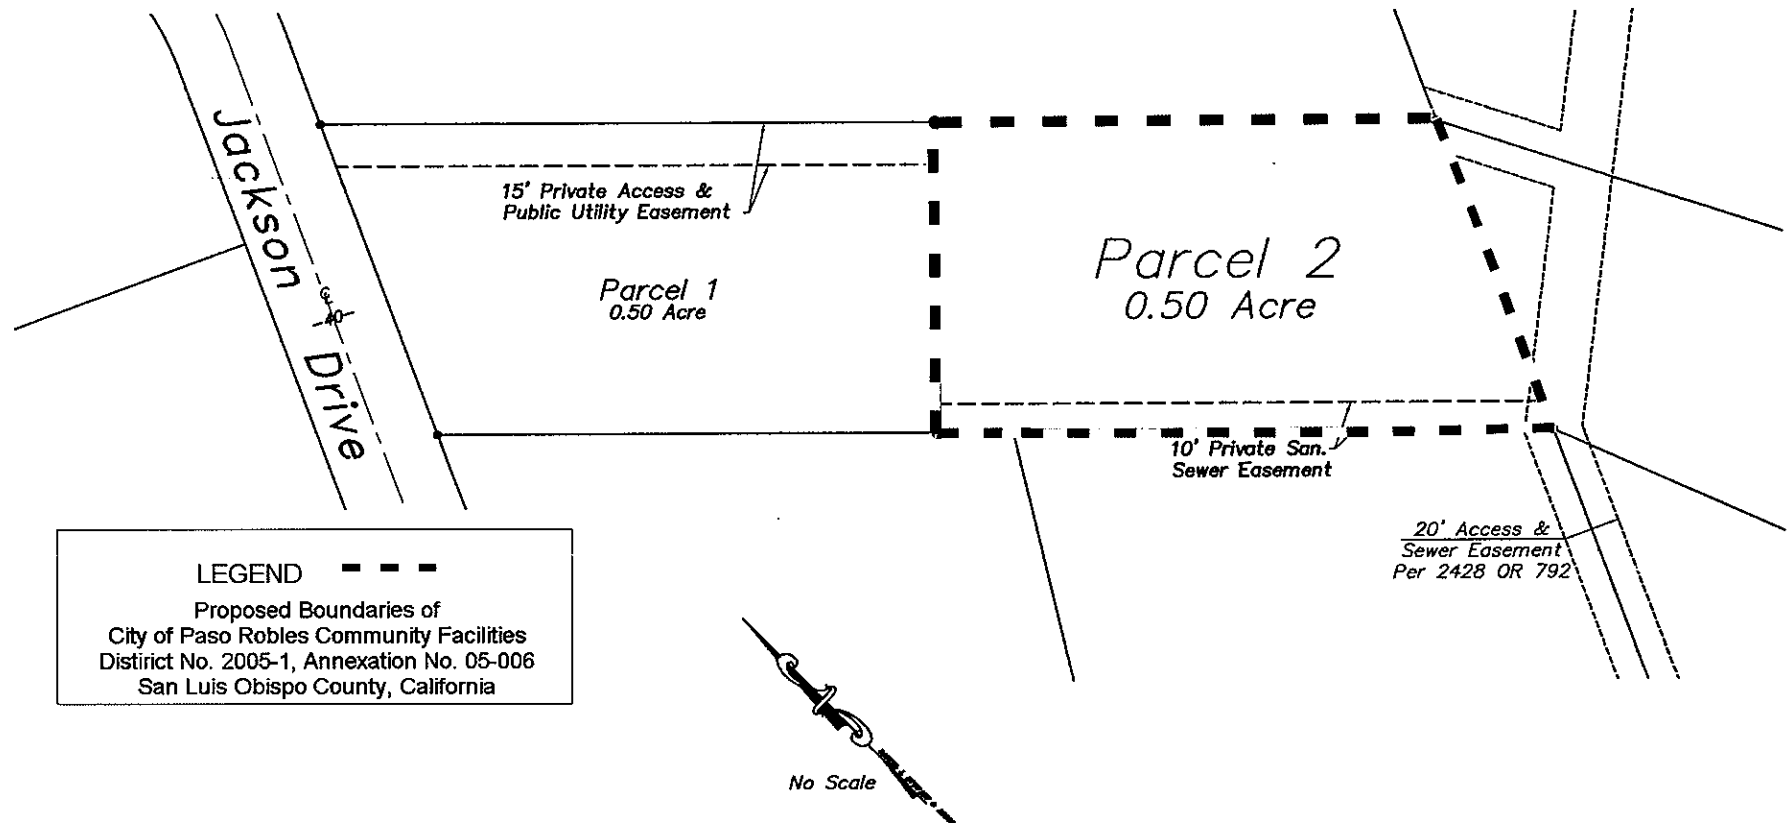 Jackson Drive
15' Private Access &
Public Utility Easement
Parcel 1
0.50 Acre
Parcel 2
0.50 Acre
℄
40
10' Private San.
Sewer Easement
20' Access &
Sewer Easement
Per 2428 OR 792
LEGEND
Proposed Boundaries of
City of Paso Robles Community Facilities
Distirict No. 2005-1, Annexation No. 05-006
San Luis Obispo County, California
No Scale